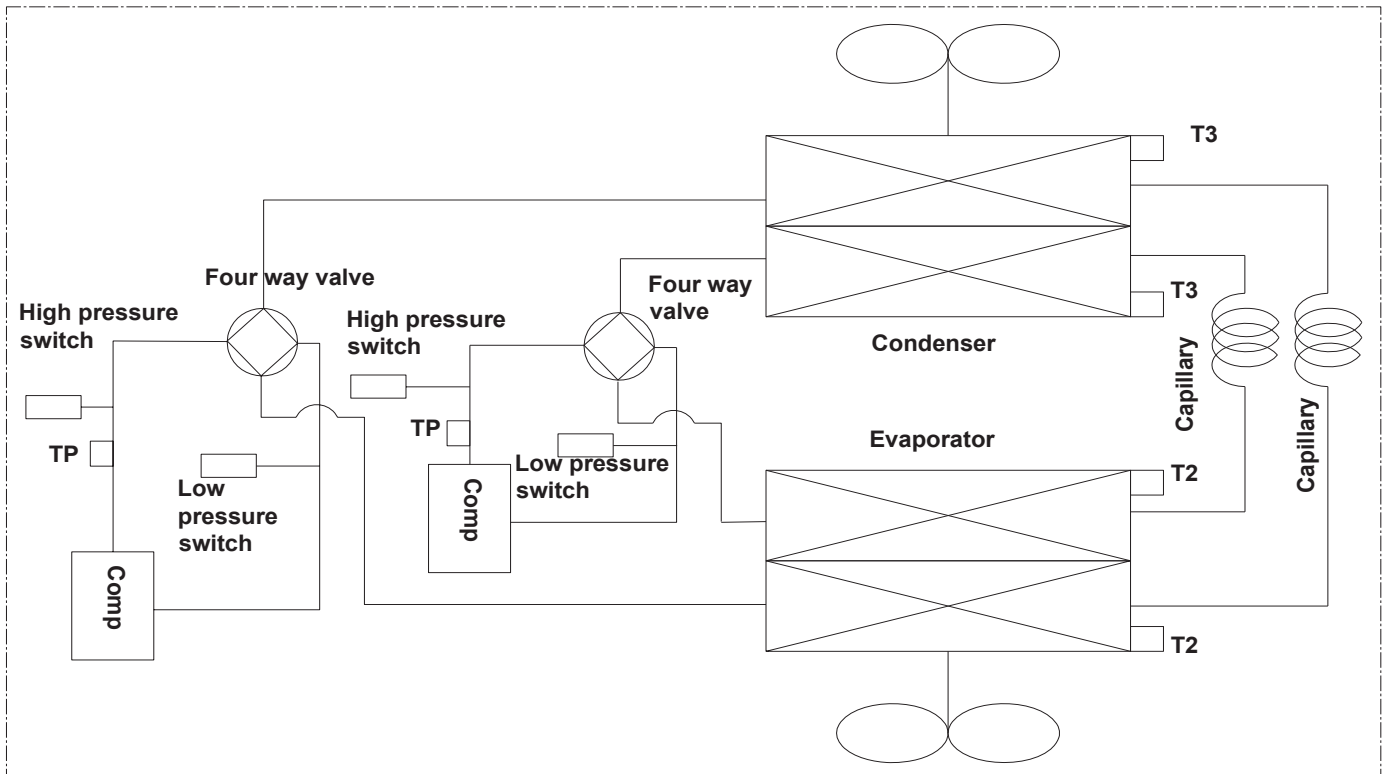 T3
Four way valve
Four way
valve
High pressure
switch
High pressure
switch
T3
Condenser
Capillary
Capillary
TP
TP
Evaporator
Low pressure
switch
T2
Low
pressure
switch
Comp
Comp
T2